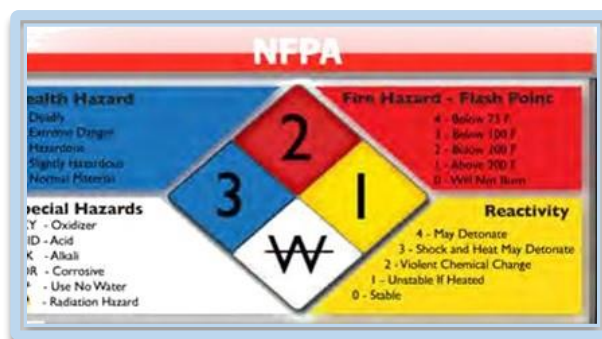 NFPA
ealth Hazard
Deadly
Extreme Danger
Hazardous
Slightly Hazardous
Normal Material
Fire Hazard - Flash Point
4 - Below 73 F
3 - Below 100 F
2 - Below 200 F
1 - Above 200 F
0 - Will Not Burn
2
3
1
W
pecial Hazards
XY - Oxidizer
ID - Acid
K - Alkali
OR - Corrosive
- Use No Water
- Radiation Hazard
Reactivity
4 - May Detonate
3 - Shock and Heat May Detonate
2 - Violent Chemical Change
1 - Unstable If Heated
0 - Stable